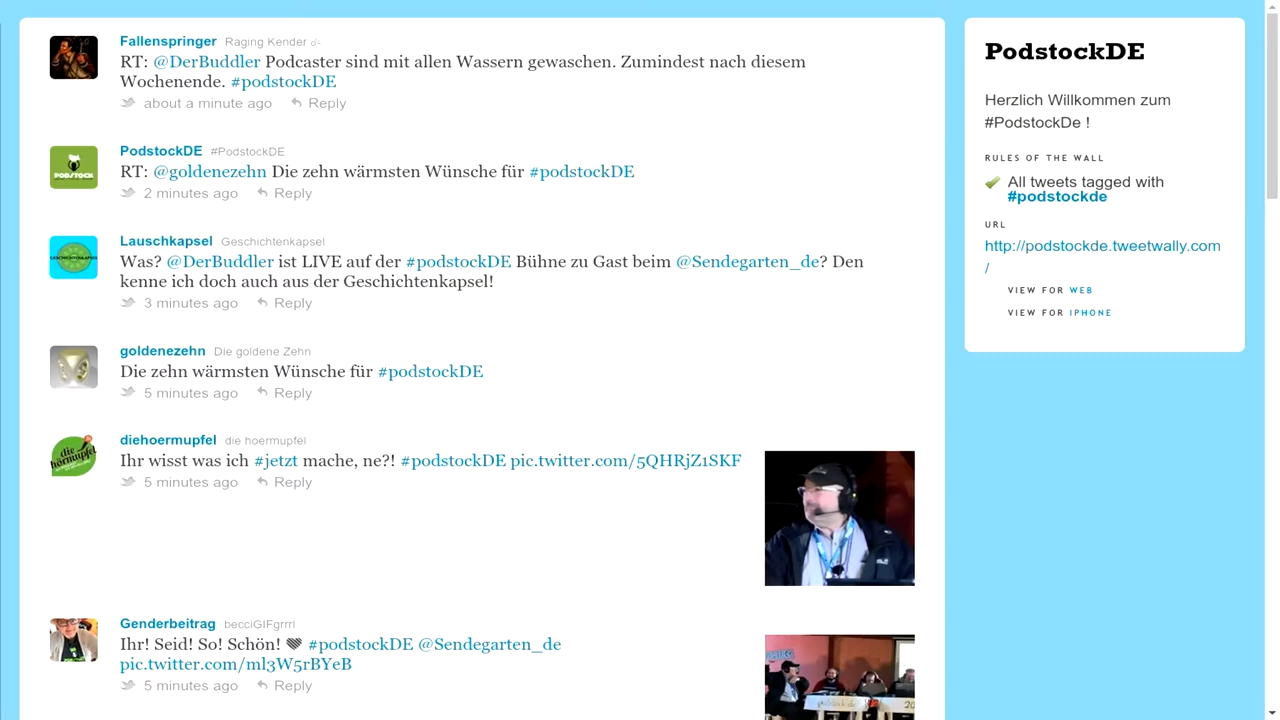 Fallenspringer Raging Kender
RT: @DerBuddler Podcaster sind mit allen Wassern gewaschen. Zumindest nach diesem
Wochenende. #podstockDE
about a minute ago Reply
PodstockDE #PodstockDE
RT: @goldenezehn Die zehn wärmsten Wünsche für #podstockDE
2 minutes ago Reply
Lauschkapsel Geschichtenkapsel
Was? @DerBuddler ist LIVE auf der #podstockDE Bühne zu Gast beim @Sendegarten_de? Den
kenne ich doch auch aus der Geschichtenkapsel!
3 minutes ago Reply
goldenezehn Die goldene Zehn
Die zehn wärmsten Wünsche für #podstockDE
5 minutes ago Reply
diehoermupfel die hoermupfel
Ihr wisst was ich #jetzt mache, ne?! #podstockDE pic.twitter.com/5QHRjZ1SKF
5 minutes ago Reply
Genderbeitrag becciGIFgrrrl
Ihr! Seid! So! Schön! #podstockDE @Sendegarten_de
pic.twitter.com/ml3W5rBYeB
5 minutes ago Reply
PODSTOCK
die
hörmupfel
podstock.de
20
PodstockDE
Herzlich Willkommen zum
#PodstockDe !
RULES OF THE WALL
All tweets tagged with
#podstockde
URL
http://podstockde.tweetwally.com
/
VIEW FOR WEB
VIEW FOR IPHONE